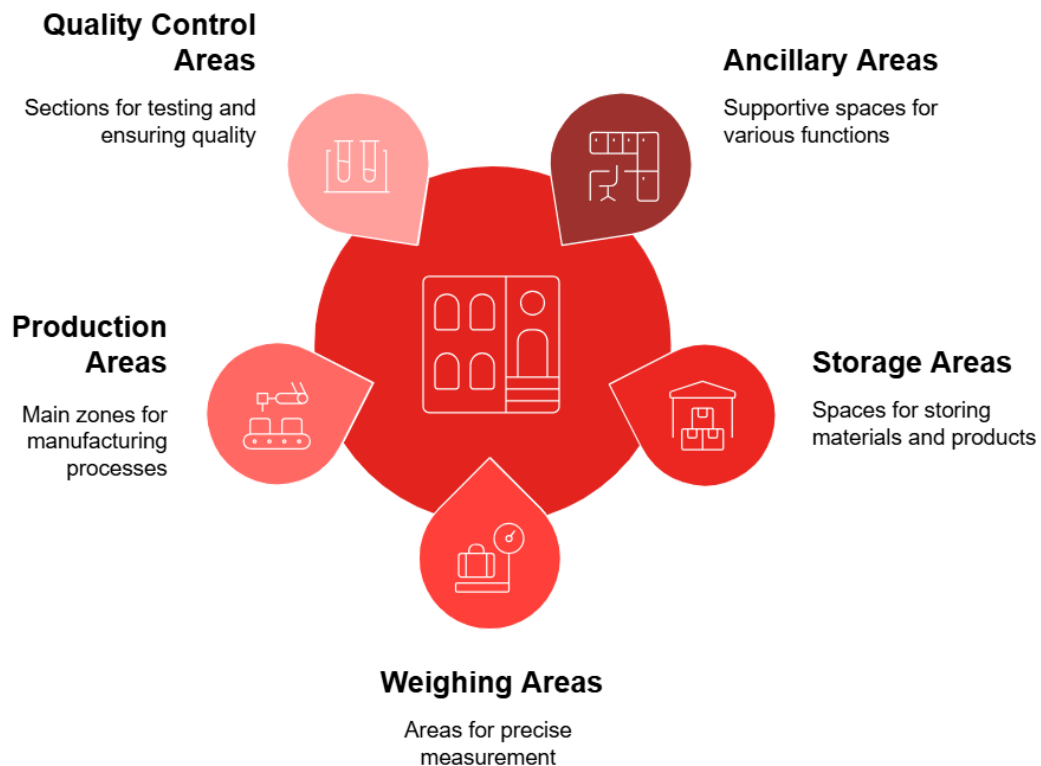 Quality Control
Areas
Sections for testing and
ensuring quality
Ancillary Areas
Supportive spaces for
various functions
Production
Areas
Main zones for
manufacturing
processes
Storage Areas
Spaces for storing
materials and products
Weighing Areas
Areas for precise
measurement